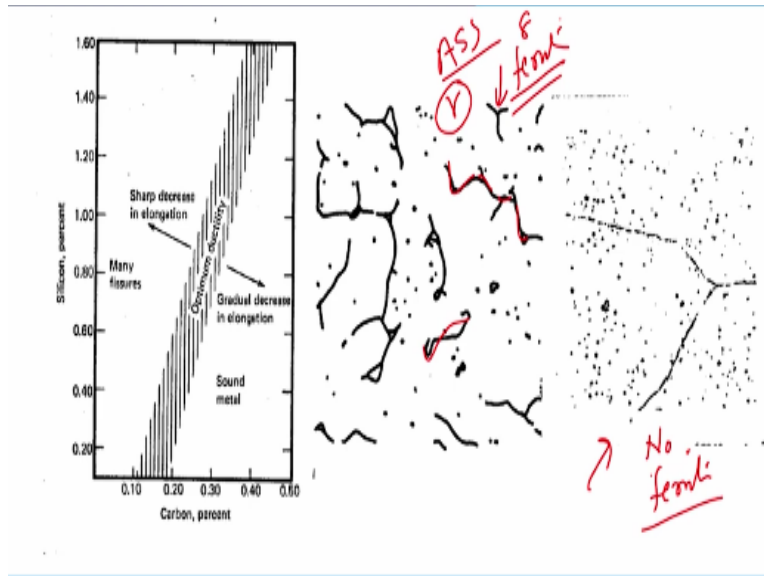 1.60
1.40
1.20
1.00
0.80
0.60
0.40
0.20
0.10 0.20 0.30 0.40 0.50
Silicon, percent
Carbon, percent
Sharp decrease
in elongation
Many
fissures
Optimum ductility
Gradual decrease
in elongation
Sound
metal
ASS
γ
δ
No